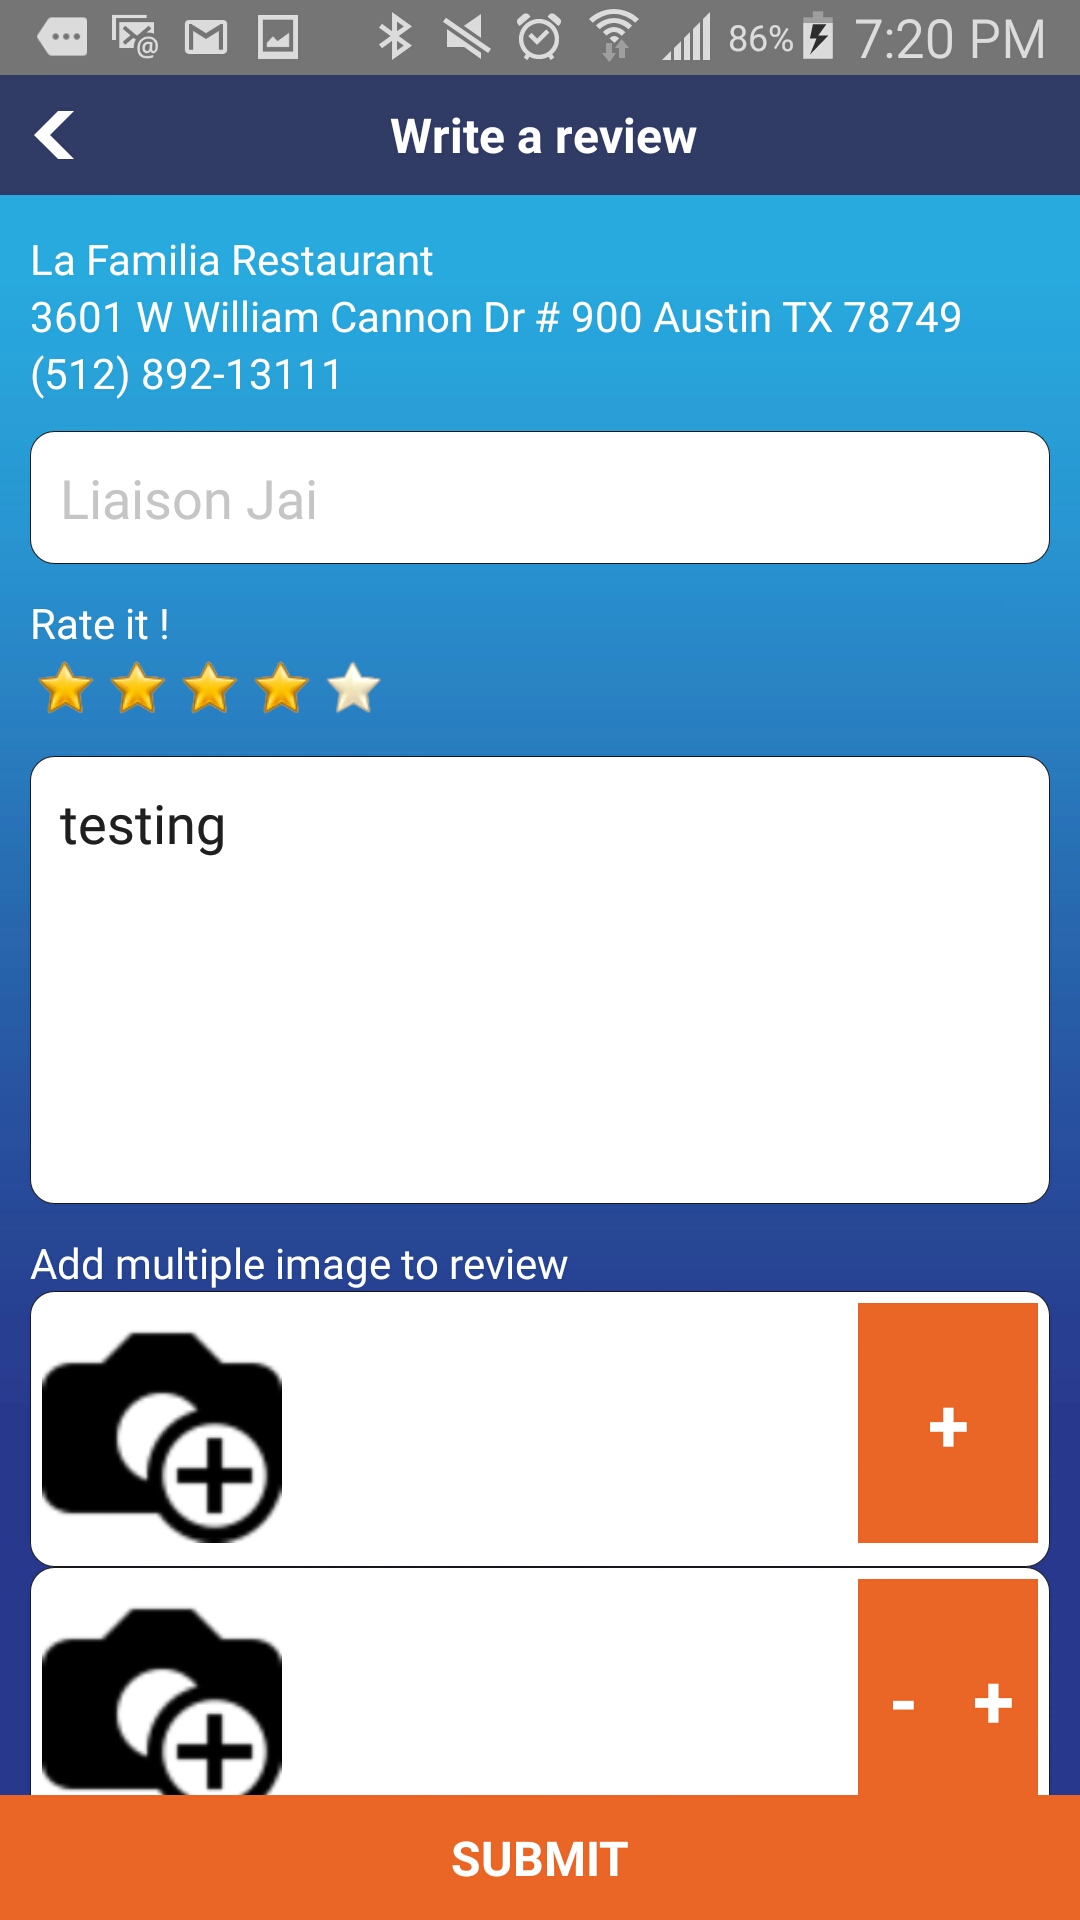 86% 7:20 PM
Write a review
La Familia Restaurant
3601 W William Cannon Dr # 900 Austin TX 78749
(512) 892-13111
Liaison Jai
Rate it !
testing
Add multiple image to review
+
- +
SUBMIT